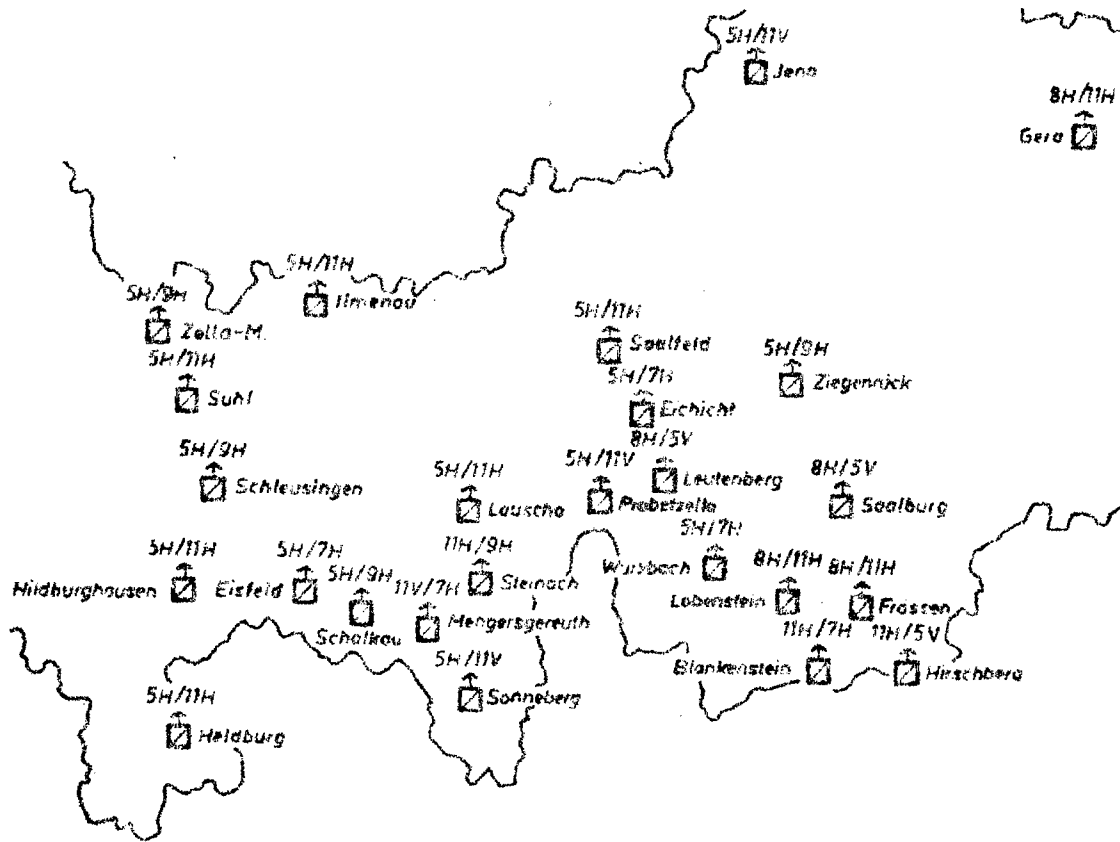 5H/11V
Jena
8H/11H
Gera
5H/11H
Ilmenau
5H/9H
Zella-M.
5H/11H
Suhl
5H/11H
Saalfeld
5H/7H
Eichicht
5H/9H
Ziegenrück
8H/5V
Leutenberg
5H/9H
Schleusingen
5H/11H
Lauscha
5H/11V
Probstzella
8H/5V
Saalburg
5H/11H
Hildburghausen
5H/7H
Eisfeld
5H/9H
Schalkau
11V/7H
Mengersgereuth
11H/9H
Steinach
5H/7H
Wurzbach
8H/11H
Lobenstein
8H/11H
Frössen
11H/7H
Blankenstein
11H/5V
Hirschberg
5H/11V
Sonneberg
5H/11H
Heldburg